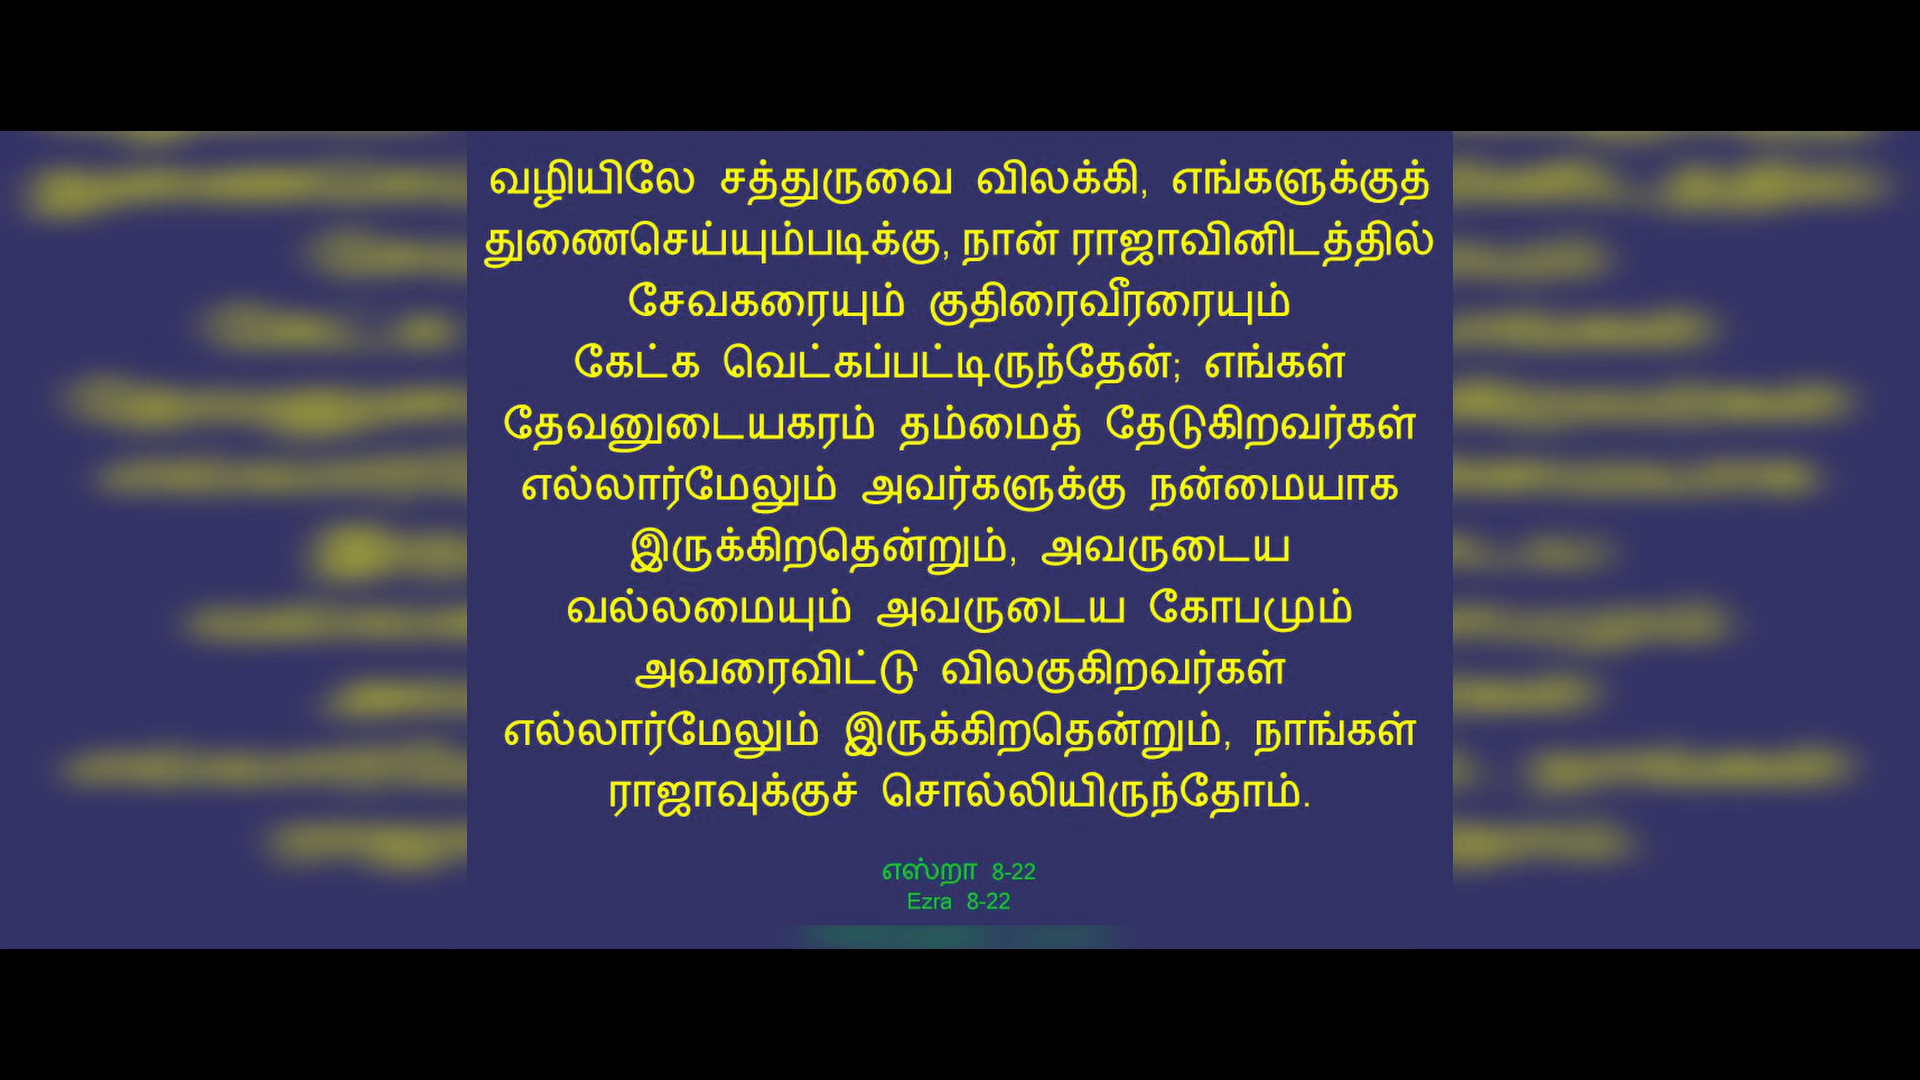 வழியிலே சத்துருவை விலக்கி, எங்களுக்குத்
துணைசெய்யும்படிக்கு, நான் ராஜாவினிடத்தில்
சேவகரையும் குதிரைவீரரையும்
கேட்க வெட்கப்பட்டிருந்தேன்; எங்கள்
தேவனுடையகரம் தம்மைத் தேடுகிறவர்கள்
எல்லார்மேலும் அவர்களுக்கு நன்மையாக
இருக்கிறதென்றும், அவருடைய
வல்லமையும் அவருடைய கோபமும்
அவரைவிட்டு விலகுகிறவர்கள்
எல்லார்மேலும் இருக்கிறதென்றும், நாங்கள்
ராஜாவுக்குச் சொல்லியிருந்தோம்.
எஸ்றா 8-22
Ezra 8-22